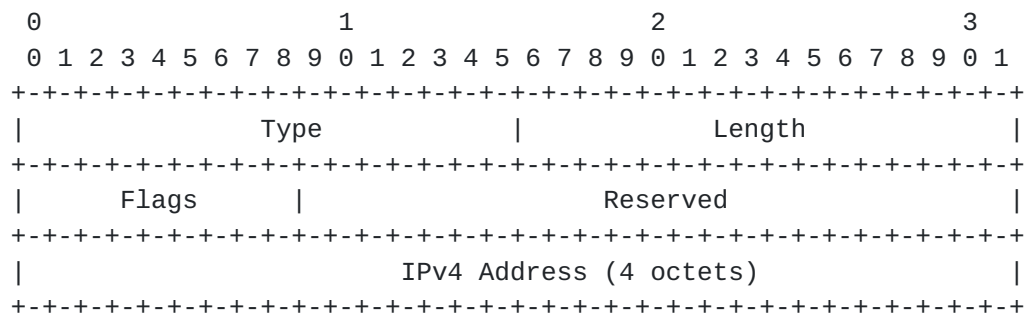 0                   1                   2                   3
 0 1 2 3 4 5 6 7 8 9 0 1 2 3 4 5 6 7 8 9 0 1 2 3 4 5 6 7 8 9 0 1
+-+-+-+-+-+-+-+-+-+-+-+-+-+-+-+-+-+-+-+-+-+-+-+-+-+-+-+-+-+-+-+-+
|               Type            |            Length             |
+-+-+-+-+-+-+-+-+-+-+-+-+-+-+-+-+-+-+-+-+-+-+-+-+-+-+-+-+-+-+-+-+
|      Flags      |                   Reserved                  |
+-+-+-+-+-+-+-+-+-+-+-+-+-+-+-+-+-+-+-+-+-+-+-+-+-+-+-+-+-+-+-+-+
|                        IPv4 Address (4 octets)                |
+-+-+-+-+-+-+-+-+-+-+-+-+-+-+-+-+-+-+-+-+-+-+-+-+-+-+-+-+-+-+-+-+